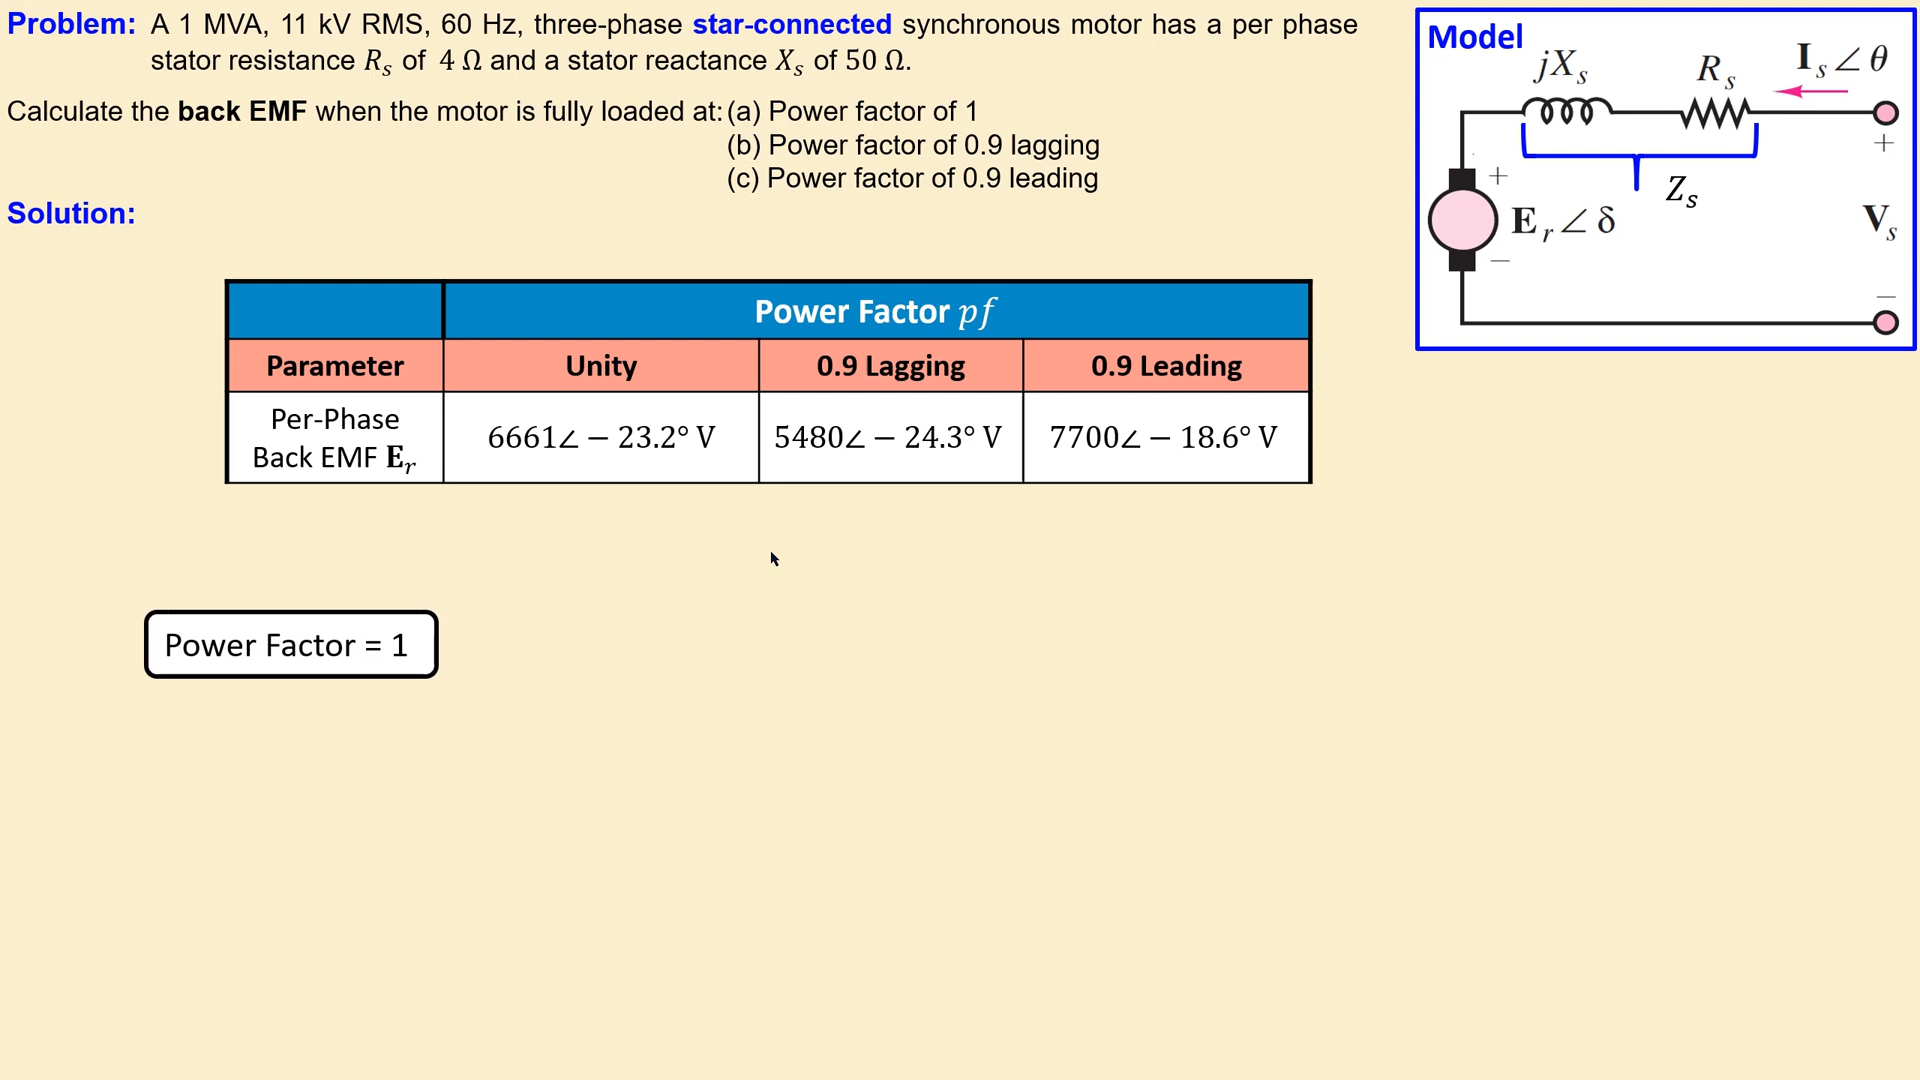 Problem: A 1 MVA, 11 kV RMS, 60 Hz, three-phase star-connected synchronous motor has a per phase
stator resistance Rₛ of 4 Ω and a stator reactance Xₛ of 50 Ω.
Calculate the back EMF when the motor is fully loaded at: (a) Power factor of 1
(b) Power factor of 0.9 lagging
(c) Power factor of 0.9 leading
Solution:
Model
jXₛ
Rₛ
Iₛ∠θ
+
+
Zₛ
Eᵣ∠δ
Vₛ
−
−
Power Factor pf
Parameter
Unity
0.9 Lagging
0.9 Leading
Per-Phase
Back EMF Eᵣ
6661∠ − 23.2° V
5480∠ − 24.3° V
7700∠ − 18.6° V
Power Factor = 1